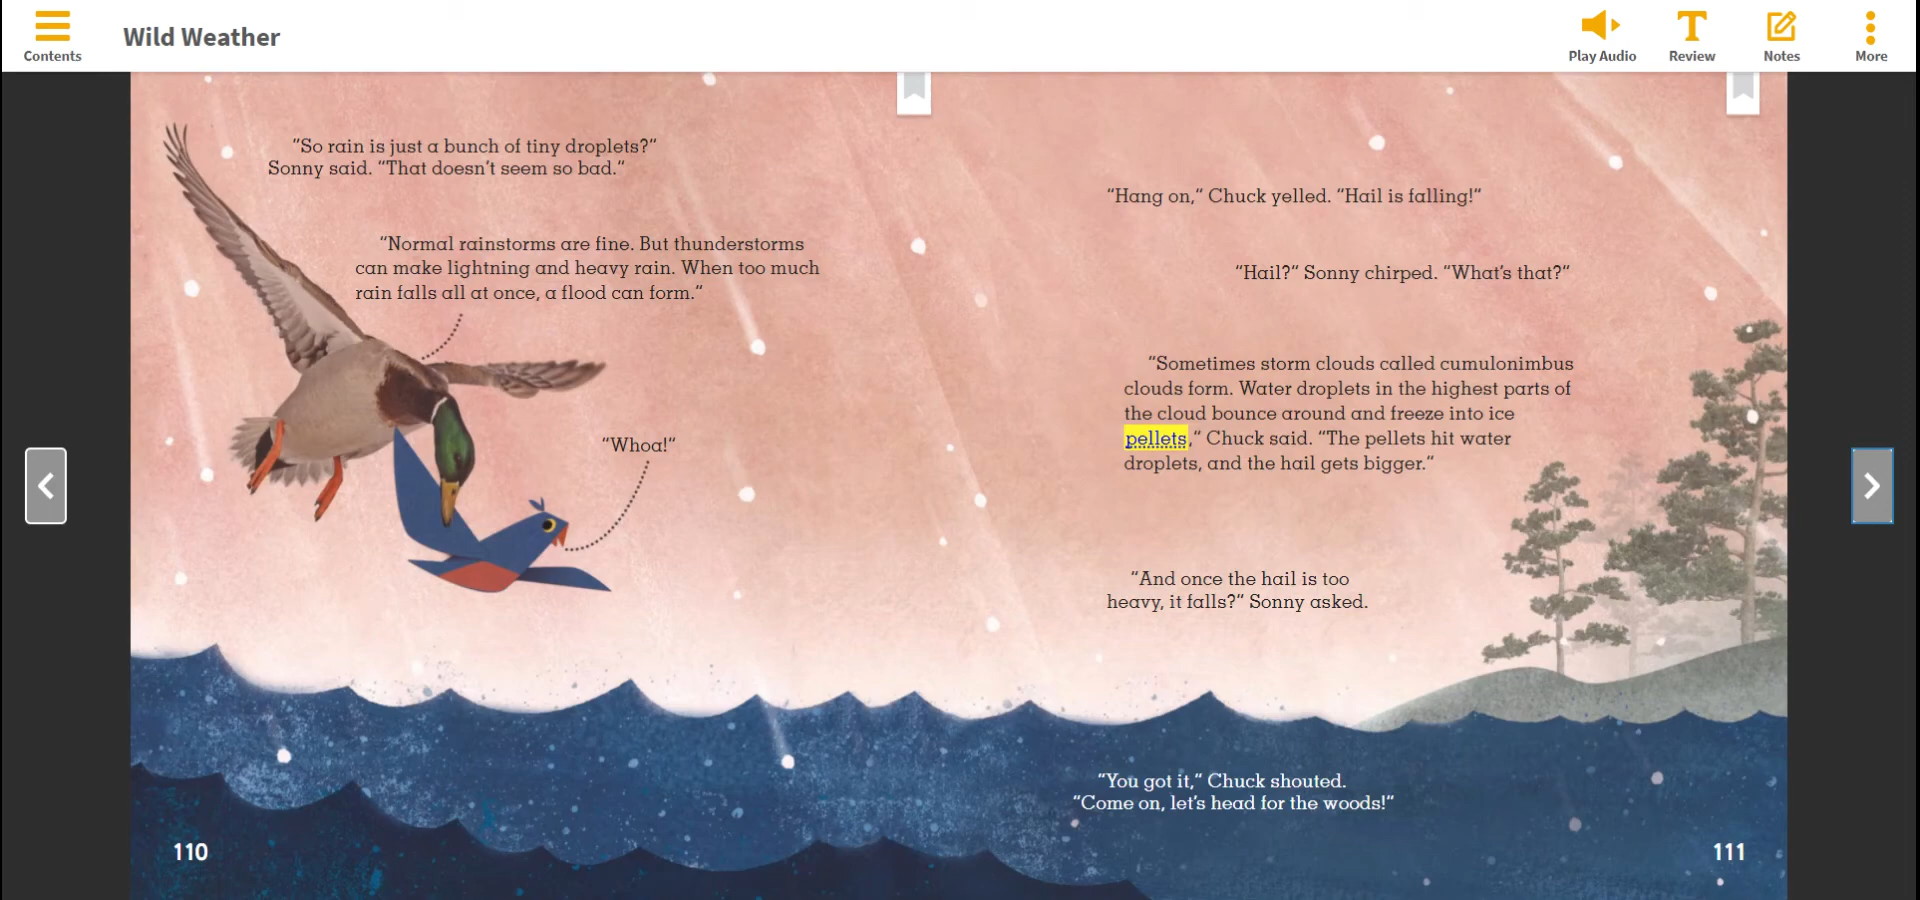 Contents
Wild Weather
Play Audio
Review
Notes
More
“So rain is just a bunch of tiny droplets?”
Sonny said. “That doesn’t seem so bad.”
“Normal rainstorms are fine. But thunderstorms
can make lightning and heavy rain. When too much
rain falls all at once, a flood can form.”
“Whoa!”
110
“Hang on,” Chuck yelled. “Hail is falling!”
“Hail?” Sonny chirped. “What’s that?”
“Sometimes storm clouds called cumulonimbus
clouds form. Water droplets in the highest parts of
the cloud bounce around and freeze into ice
pellets,” Chuck said. “The pellets hit water
droplets, and the hail gets bigger.”
“And once the hail is too
heavy, it falls?” Sonny asked.
“You got it,” Chuck shouted.
“Come on, let’s head for the woods!”
111